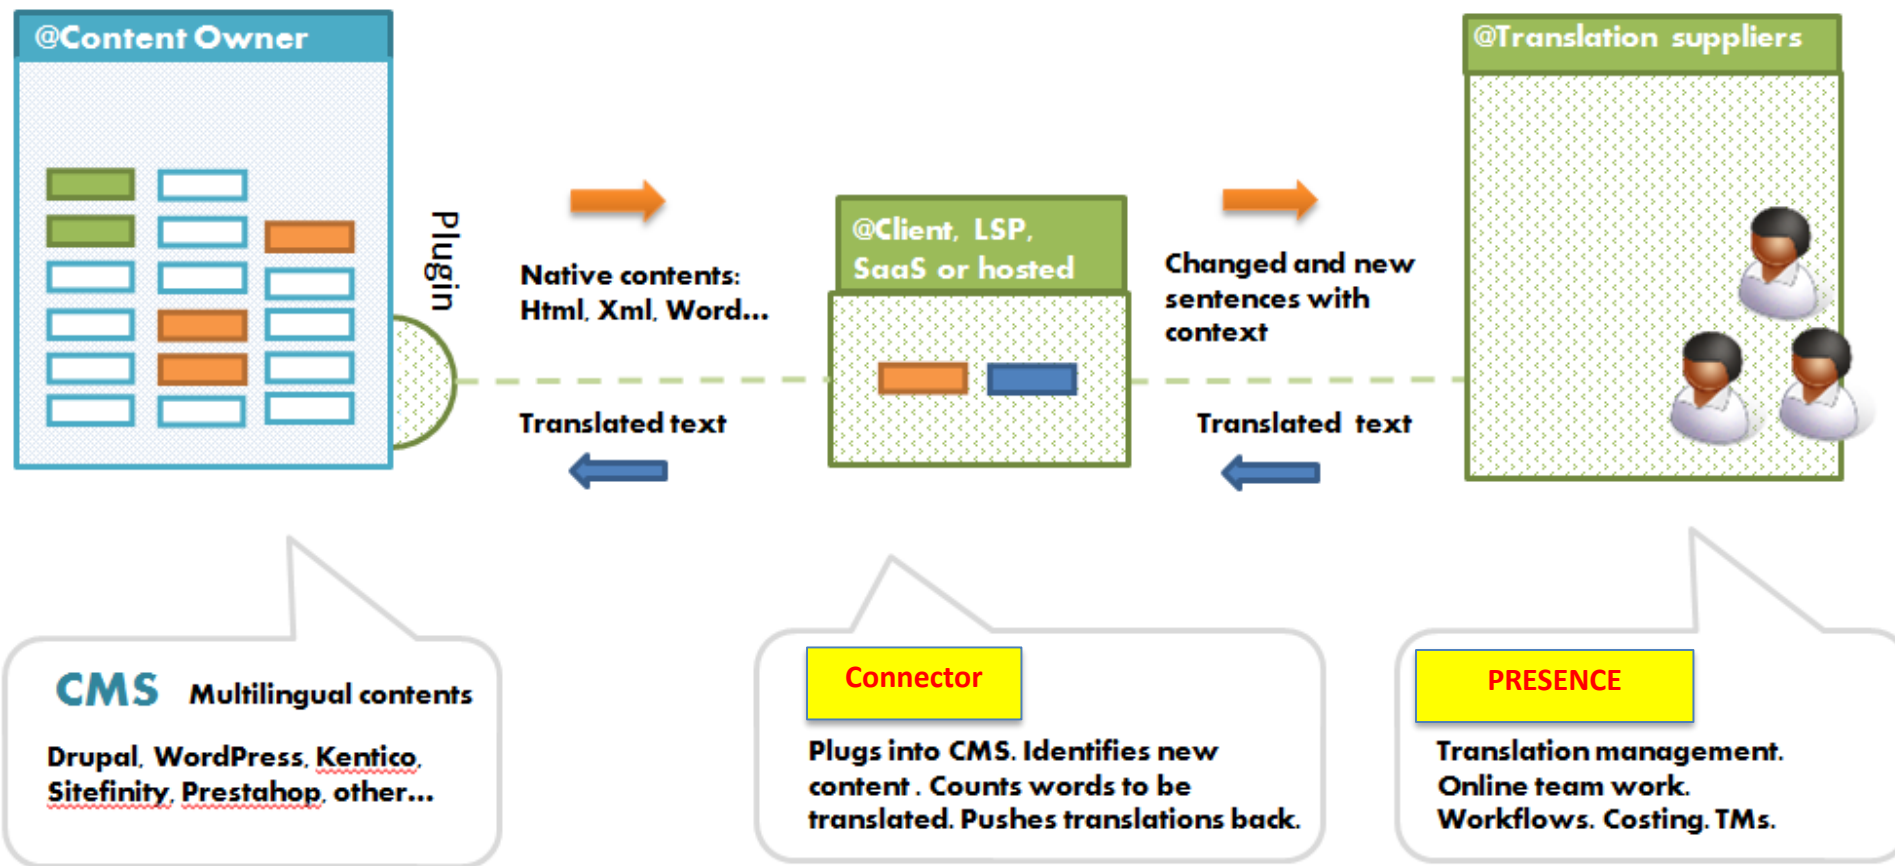 @Content Owner
@Translation suppliers
Plugin
@Client, LSP,
SaaS or hosted
Native contents:
Html, Xml, Word...
Changed and new
sentences with
context
Translated text
Translated text
CMS Multilingual contents
Drupal, WordPress, Kentico,
Sitefinity, Prestahop, other...
Connector
Plugs into CMS. Identifies new
content . Counts words to be
translated. Pushes translations back.
PRESENCE
Translation management.
Online team work.
Workflows. Costing. TMs.